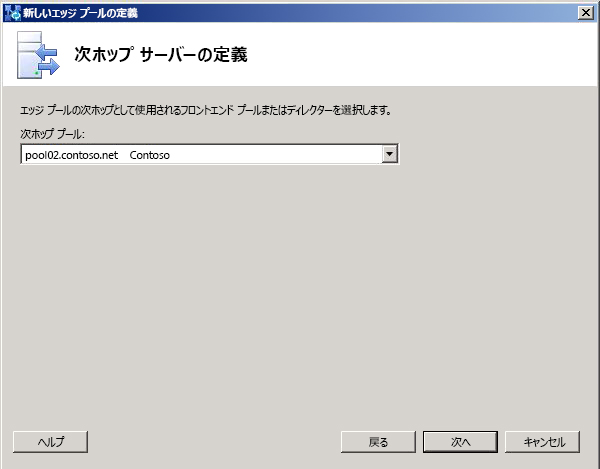 新しいエッジ プールの定義
次ホップ サーバーの定義
エッジ プールの次ホップとして使用されるフロントエンド プールまたはディレクターを選択します。
次ホップ プール:
pool02.contoso.net Contoso
ヘルプ 戻る 次へ キャンセル